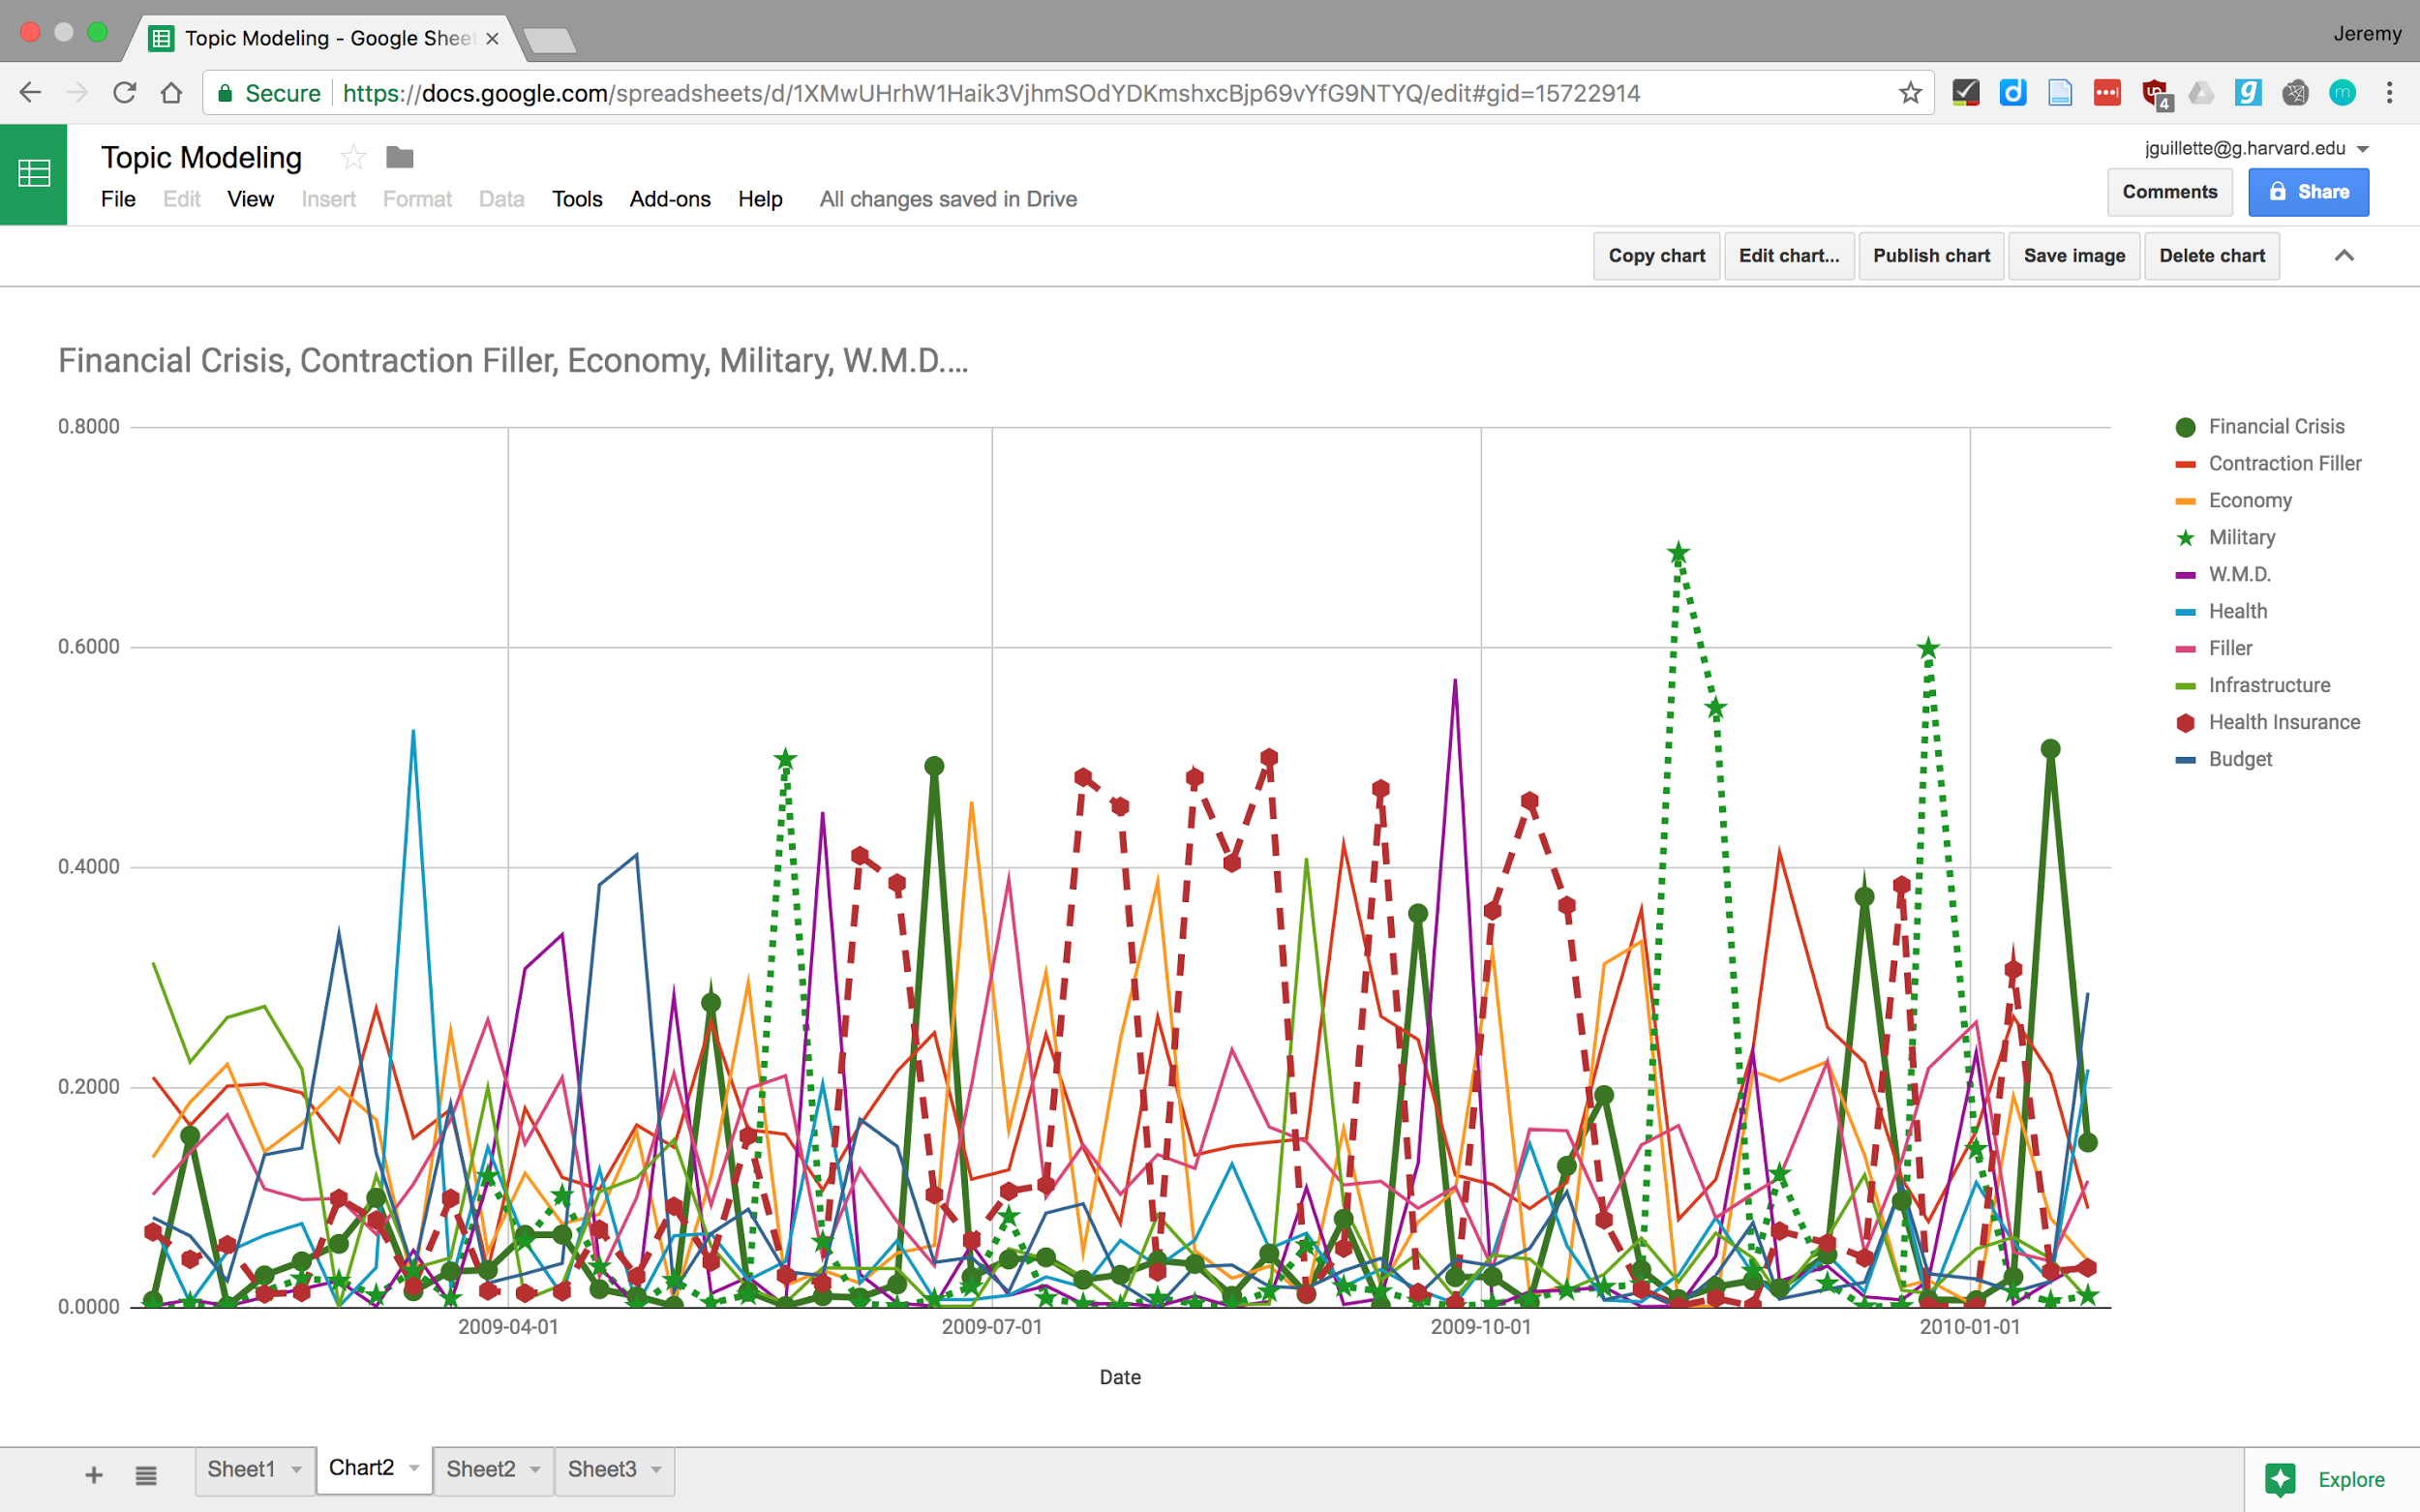 Topic Modeling - Google Sheet
Jeremy
Secure https://docs.google.com/spreadsheets/d/1XMwUHrhW1Haik3VjhmSOdYDKmshxcBjp69vYfG9NTYQ/edit#gid=15722914
4
Topic Modeling
jguillette@g.harvard.edu
File Edit View Insert Format Data Tools Add-ons Help All changes saved in Drive
Comments Share
Copy chart Edit chart... Publish chart Save image Delete chart
Financial Crisis, Contraction Filler, Economy, Military, W.M.D.…
0.8000
0.6000
0.4000
0.2000
0.0000
2009-04-01 2009-07-01 2009-10-01 2010-01-01
Date
Financial Crisis
Contraction Filler
Economy
Military
W.M.D.
Health
Filler
Infrastructure
Health Insurance
Budget
Sheet1 Chart2 Sheet2 Sheet3
Explore